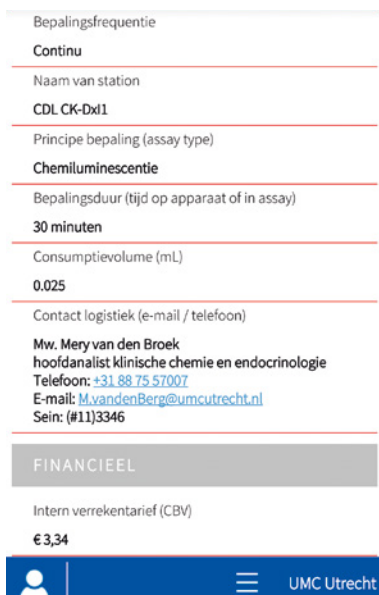 Bepalingsfrequentie
Continu
Naam van station
CDL CK-DxI1
Principe bepaling (assay type)
Chemiluminescentie
Bepalingsduur (tijd op apparaat of in assay)
30 minuten
Consumptievolume (mL)
0.025
Contact logistiek (e-mail / telefoon)
Mw. Mery van den Broek
hoofdanalist klinische chemie en endocrinologie
Telefoon: +31 88 75 57007
E-mail: M.vandenBerg@umcutrecht.nl
Sein: (#11)3346
FINANCIEEL
Intern verrekentarief (CBV)
€ 3,34
UMC Utrecht